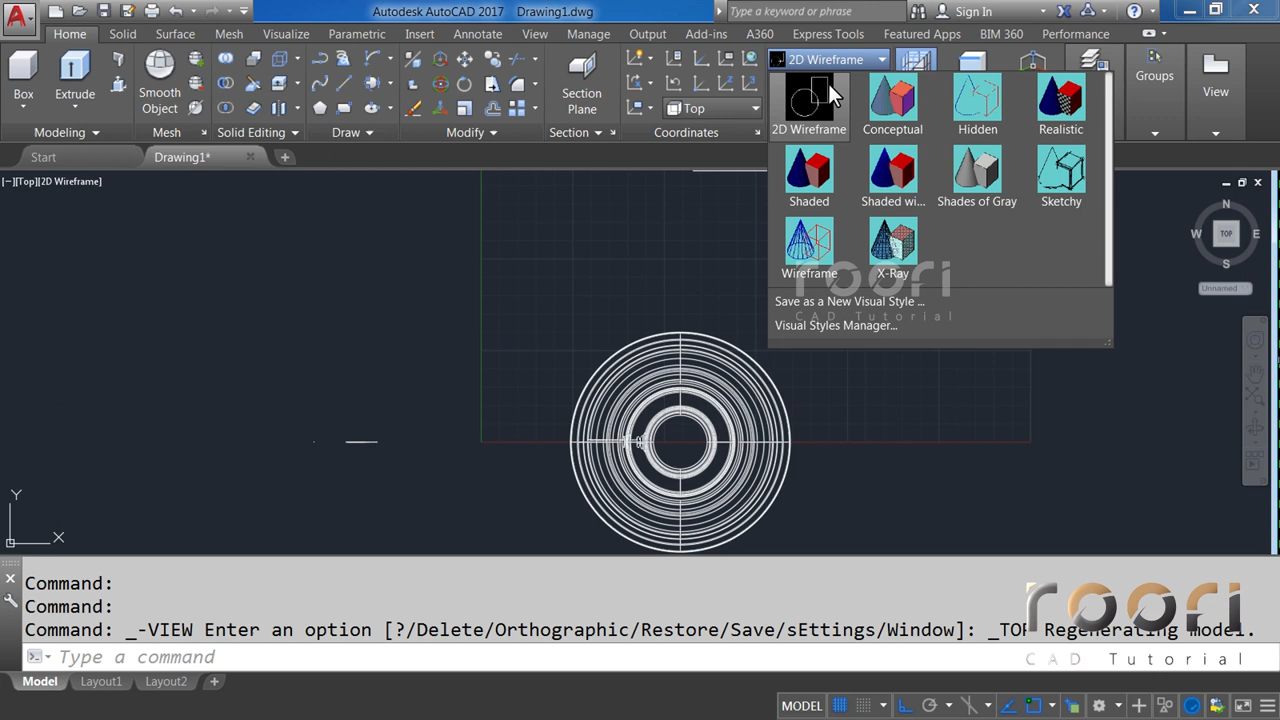 Autodesk AutoCAD 2017 Drawing1.dwg
Type a keyword or phrase
Sign In
Home Solid Surface Mesh Visualize Parametric Insert Annotate View Manage Output Add-ins A360 Express Tools Featured Apps BIM 360 Performance
2D Wireframe
Box Extrude Smooth Object Section Plane Top Groups View
Modeling Mesh Solid Editing Draw Modify Section Coordinates
2D Wireframe Conceptual Hidden Realistic
Shaded Shaded wi... Shades of Gray Sketchy
Wireframe X-Ray
Save as a New Visual Style ...
Visual Styles Manager...
roori
CAD Tutorial
Start Drawing1*
[−][Top][2D Wireframe]
N
W TOP E
S
Unnamed
Y
X
Command:
Command:
Command: _-VIEW Enter an option [?/Delete/Orthographic/Restore/Save/sEttings/Window]: _TOP Regenerating model.
Type a command
roori
CAD Tutorial
Model Layout1 Layout2
MODEL